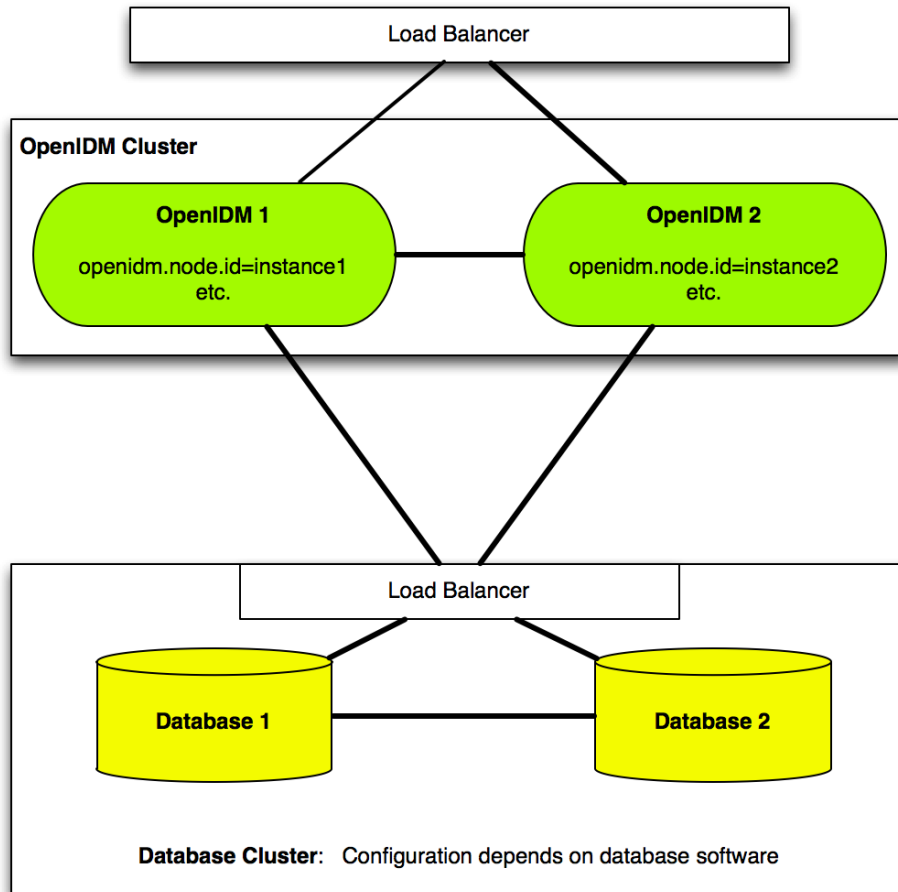 Load Balancer
OpenIDM Cluster
OpenIDM 1
openidm.node.id=instance1
etc.
OpenIDM 2
openidm.node.id=instance2
etc.
Load Balancer
Database 1
Database 2
Database Cluster: Configuration depends on database software